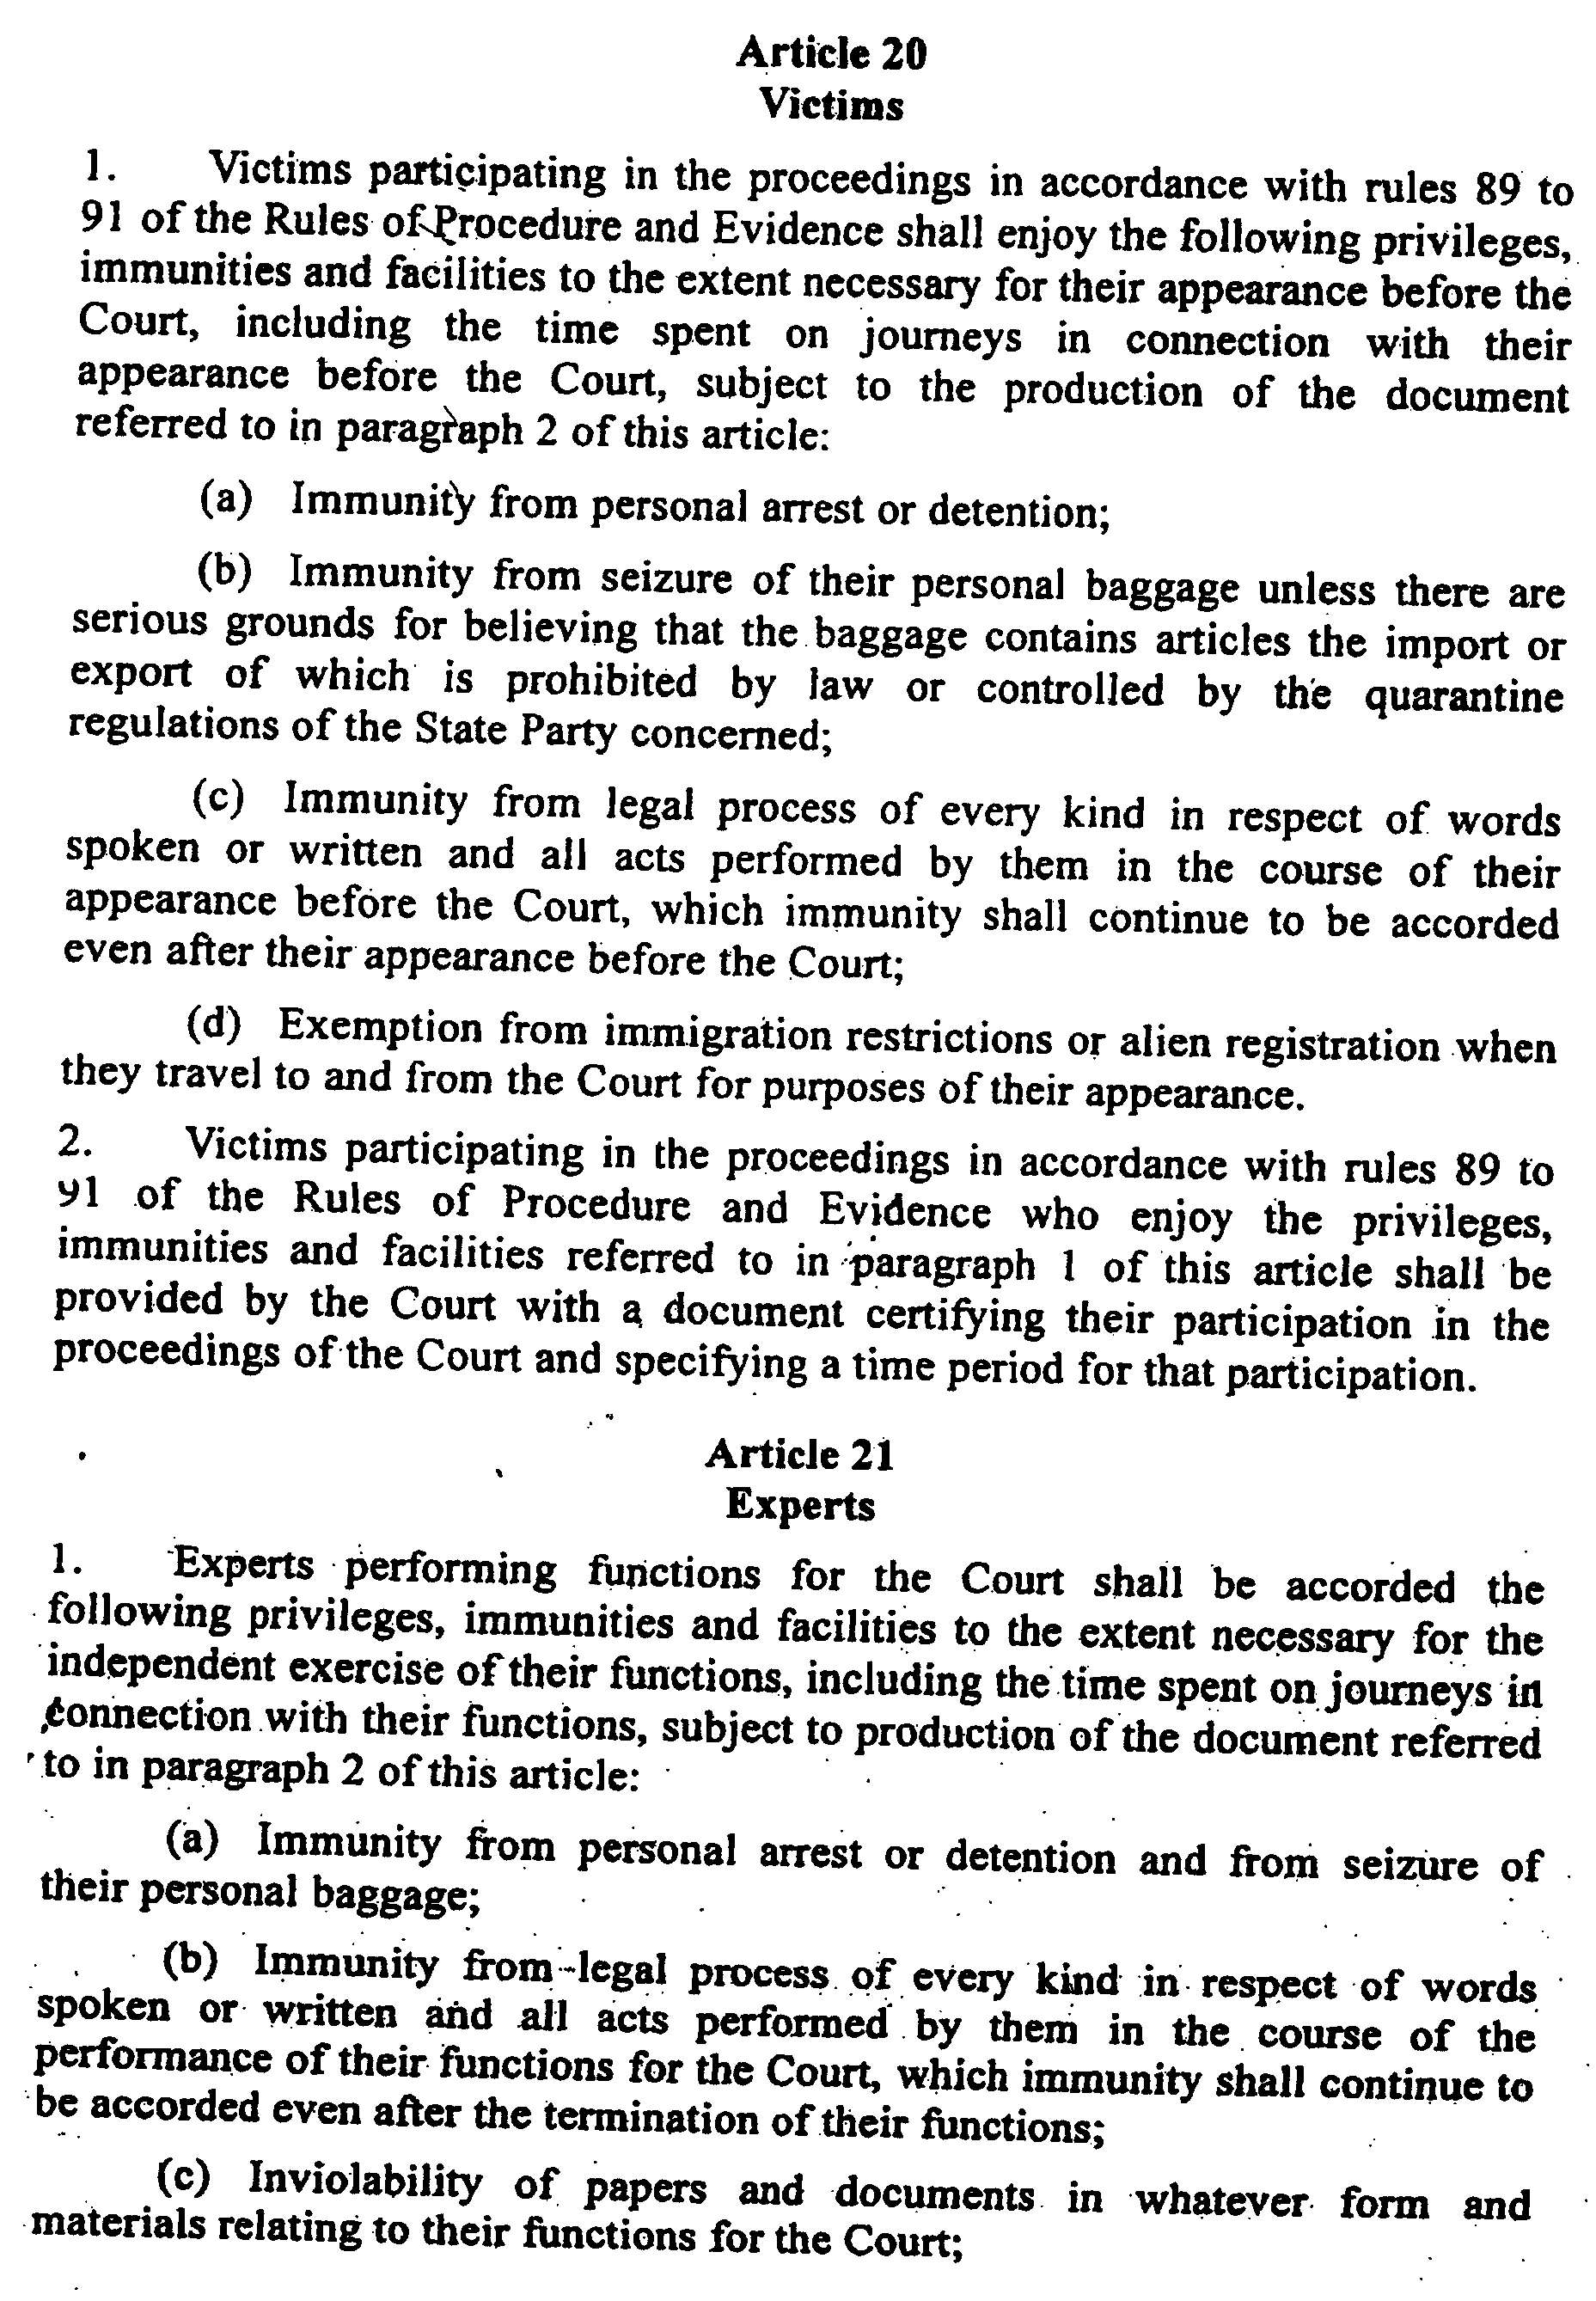 Article 20
Victims
1. Victims participating in the proceedings in accordance with rules 89 to
91 of the Rules of Procedure and Evidence shall enjoy the following privileges,
immunities and facilities to the extent necessary for their appearance before the
Court, including the time spent on journeys in connection with their
appearance before the Court, subject to the production of the document
referred to in paragraph 2 of this article:
(a) Immunity from personal arrest or detention;
(b) Immunity from seizure of their personal baggage unless there are
serious grounds for believing that the baggage contains articles the import or
export of which is prohibited by law or controlled by the quarantine
regulations of the State Party concerned;
(c) Immunity from legal process of every kind in respect of words
spoken or written and all acts performed by them in the course of their
appearance before the Court, which immunity shall continue to be accorded
even after their appearance before the Court;
(d) Exemption from immigration restrictions or alien registration when
they travel to and from the Court for purposes of their appearance.
2. Victims participating in the proceedings in accordance with rules 89 to
91 of the Rules of Procedure and Evidence who enjoy the privileges,
immunities and facilities referred to in paragraph 1 of this article shall be
provided by the Court with a document certifying their participation in the
proceedings of the Court and specifying a time period for that participation.
Article 21
Experts
1. Experts performing functions for the Court shall be accorded the
following privileges, immunities and facilities to the extent necessary for the
independent exercise of their functions, including the time spent on journeys in
connection with their functions, subject to production of the document referred
to in paragraph 2 of this article:
(a) Immunity from personal arrest or detention and from seizure of
their personal baggage;
(b) Immunity from legal process of every kind in respect of words
spoken or written and all acts performed by them in the course of the
performance of their functions for the Court, which immunity shall continue to
be accorded even after the termination of their functions;
(c) Inviolability of papers and documents in whatever form and
materials relating to their functions for the Court;